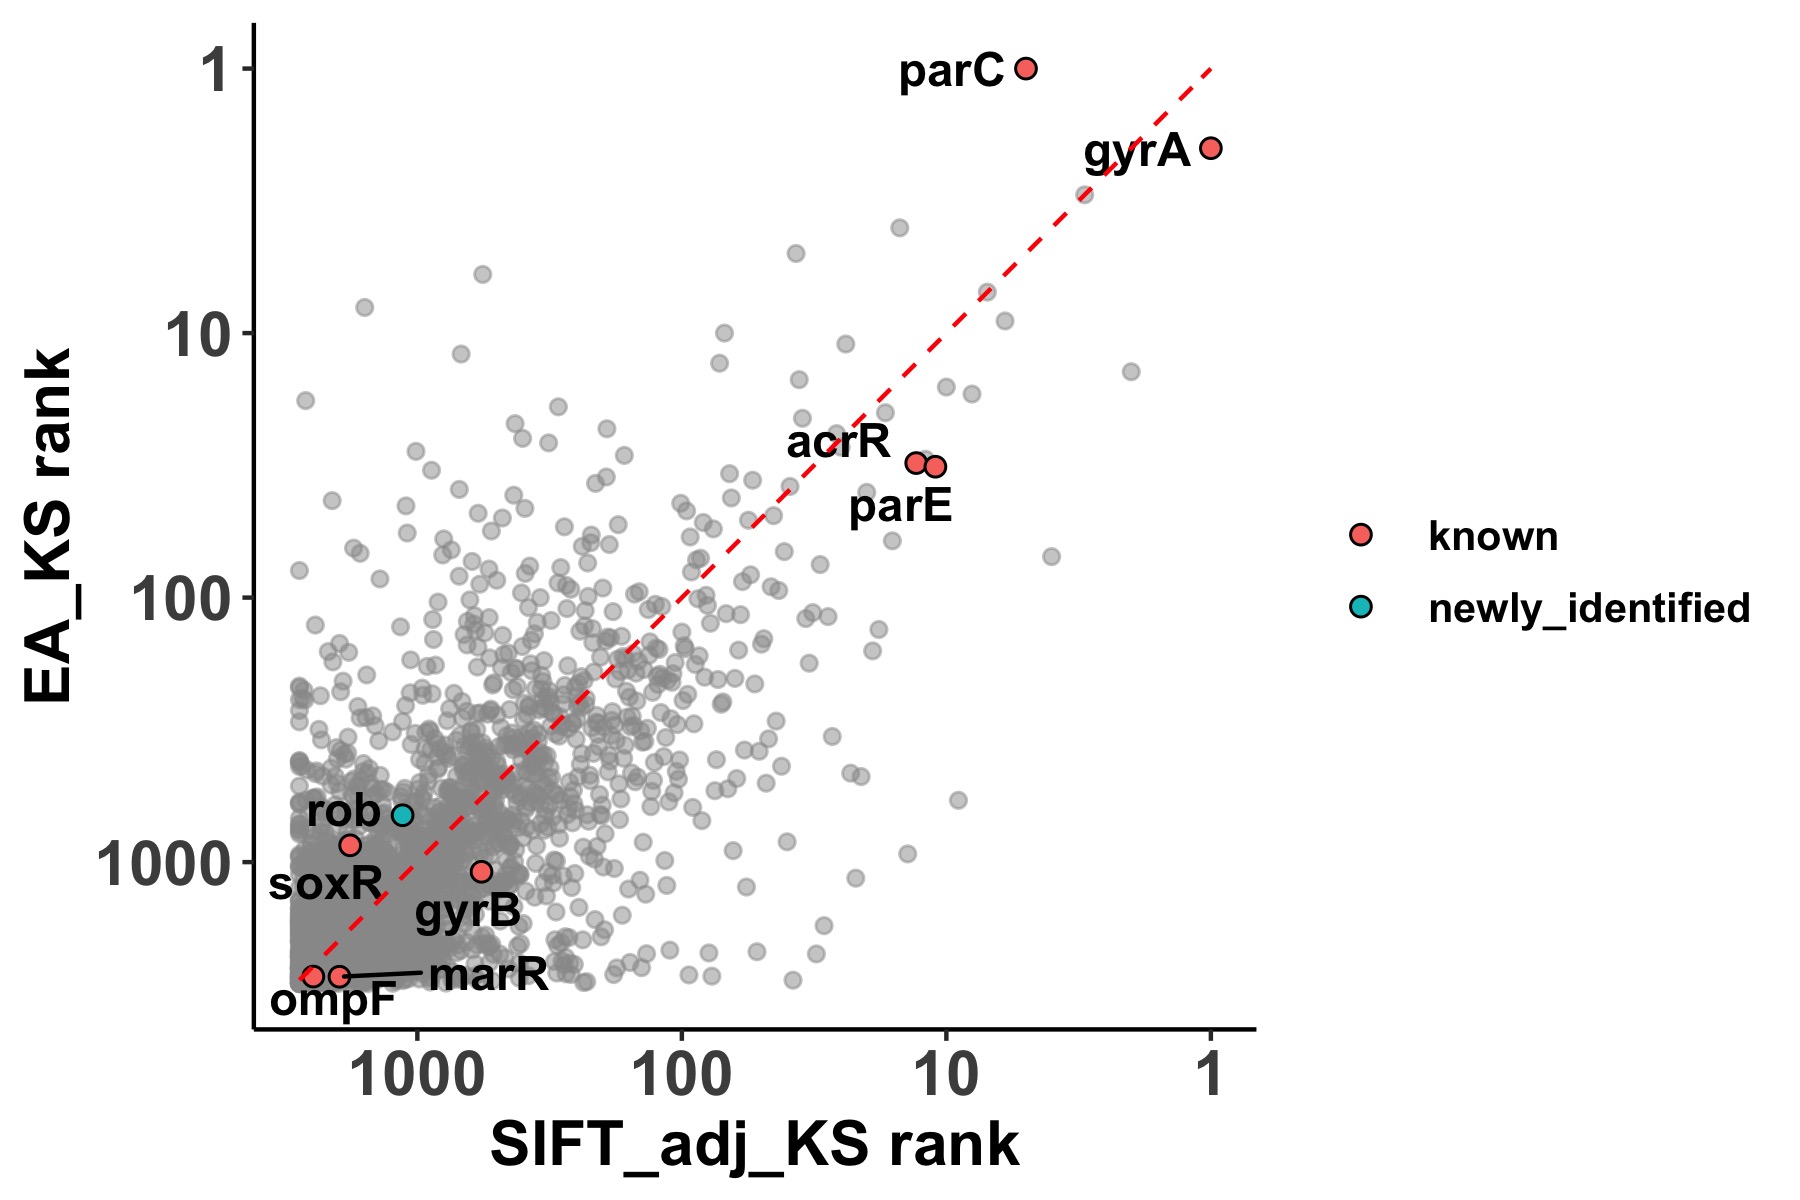 1
parC
gyrA
10
acrR
parE
known
100
newly_identified
EA_KS rank
rob
1000
soxR
gyrB
marR
ompF
1000 100 10 1
SIFT_adj_KS rank